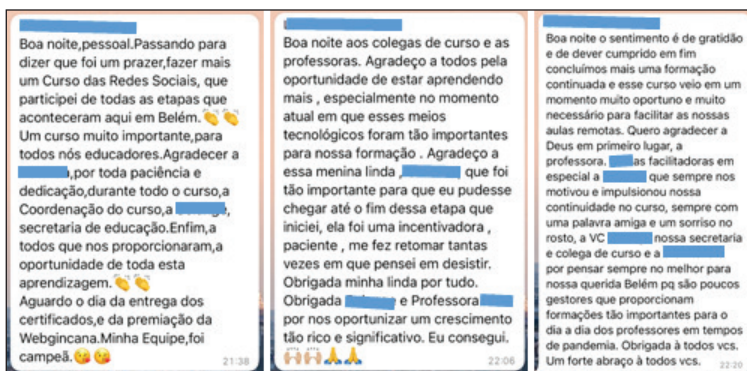 Boa noite,pessoal.Passando para
dizer que foi um prazer,fazer mais
um Curso das Redes Sociais, que
participei de todas as etapas que
aconteceram aqui em Belém.👏👏
Um curso muito importante,para
todos nós educadores.Agradecer a
,por toda paciência e
dedicação,durante todo o curso,a
Coordenação do curso,a
secretaria de educação.Enfim,a
todos que nos proporcionaram,a
oportunidade de toda esta
aprendizagem.👏👏
Aguardo o dia da entrega dos
certificados,e da premiação da
Webgincana.Minha Equipe,foi
campeã.😘😘
21:38
Boa noite aos colegas de curso e as
professoras. Agradeço a todos pela
oportunidade de estar aprendendo
mais , especialmente no momento
atual em que esses meios
tecnológicos foram tão importantes
para nossa formação . Agradeço a
essa menina linda , que foi
tão importante para que eu pudesse
chegar até o fim dessa etapa que
iniciei, ela foi uma incentivadora ,
paciente , me fez retomar tantas
vezes em que pensei em desistir.
Obrigada minha linda por tudo.
Obrigada e Professora
por nos oportunizar um crescimento
tão rico e significativo. Eu consegui.
🙌🙌🙏🙏
22:06
Boa noite o sentimento é de gratidão
e de dever cumprido em fim
concluímos mais uma formação
continuada e esse curso veio em um
momento muito oportuno e muito
necessário para facilitar as nossas
aulas remotas. Quero agradecer a
Deus em primeiro lugar, a
professora. as facilitadoras em
especial a que sempre nos
motivou e impulsionou nossa
continuidade no curso, sempre com
uma palavra amiga e um sorriso no
rosto, a VC nossa secretaria
e colega de curso e a
por pensar sempre no melhor para
nossa querida Belém pq são poucos
gestores que proporcionam
formações tão importantes para o
dia a dia dos professores em tempos
de pandemia. Obrigada à todos vcs.
Um forte abraço à todos vcs.
22:20